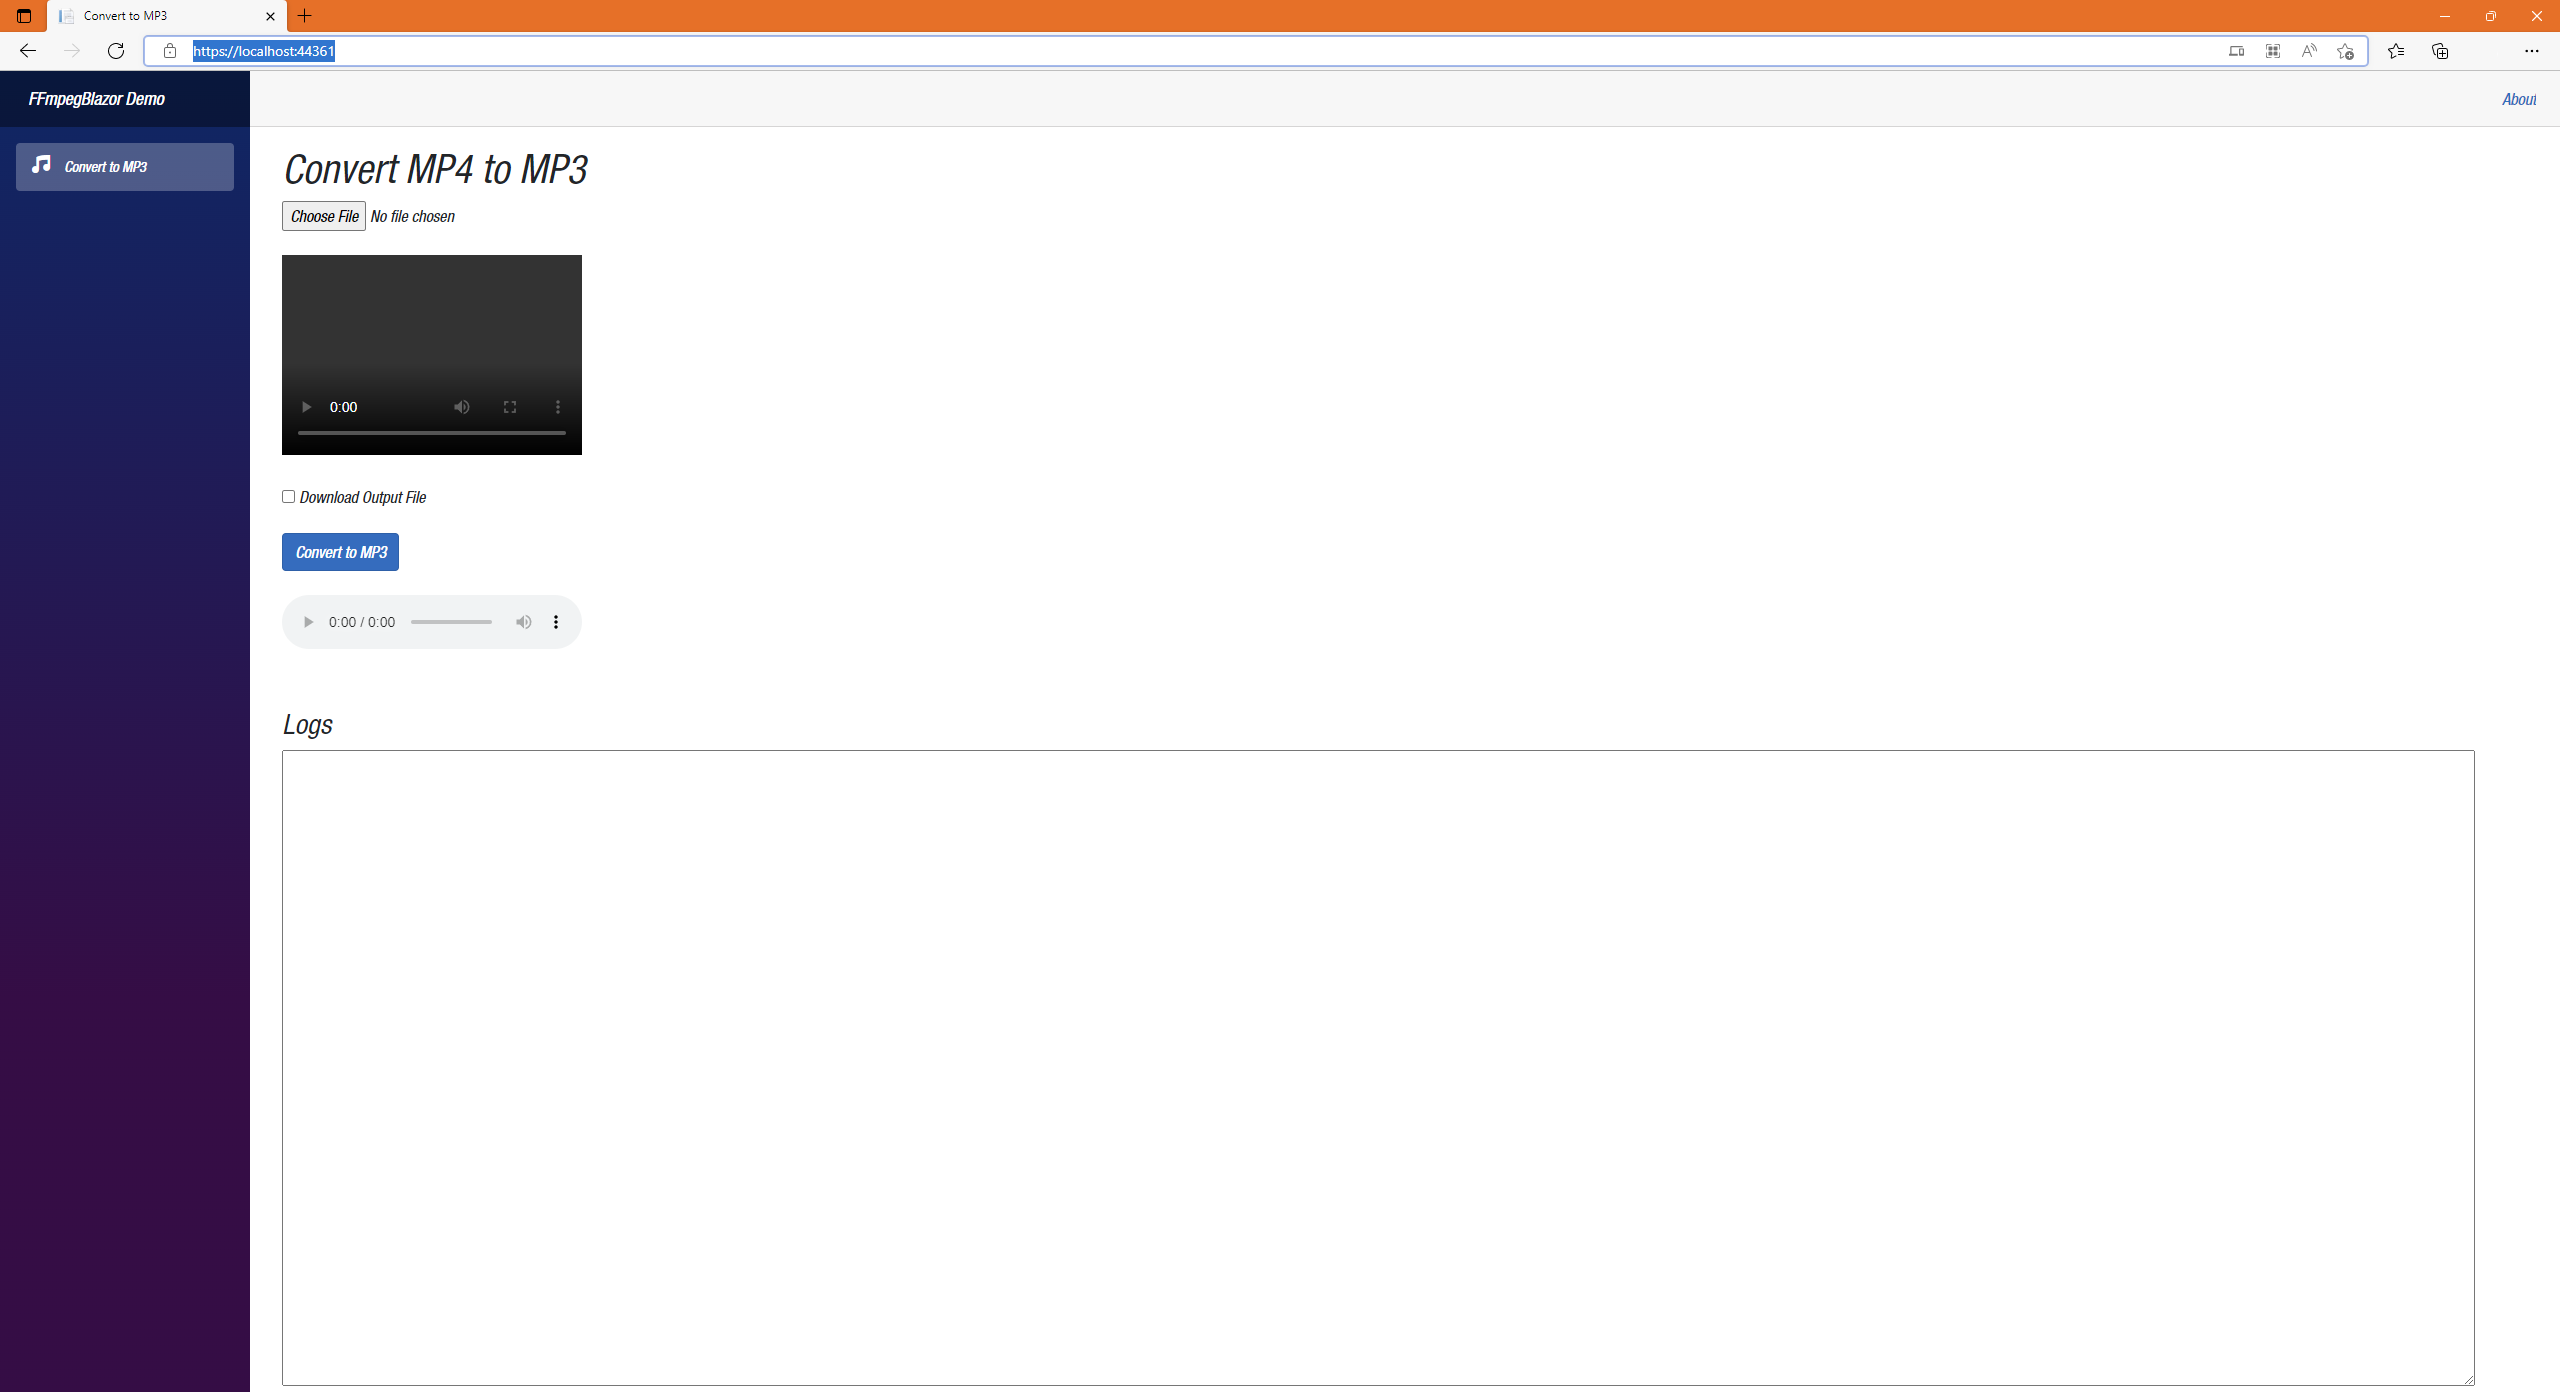 Convert to MP3
https://localhost:44361
FFmpegBlazor Demo
About
Convert to MP3
Convert MP4 to MP3
Choose File No file chosen
0:00
Download Output File
Convert to MP3
0:00 / 0:00
Logs